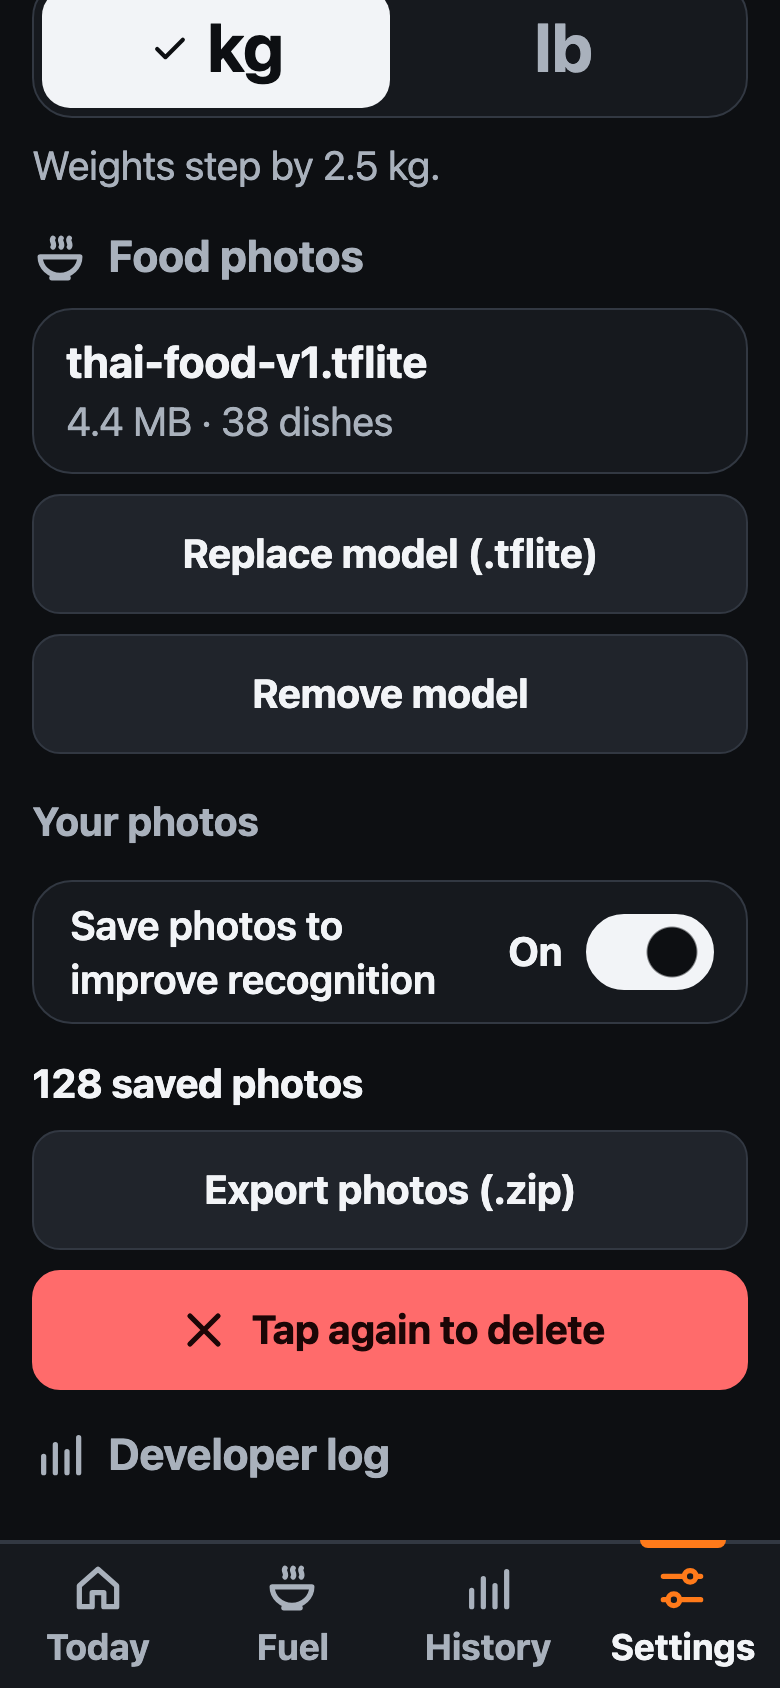 kg
lb
Weights step by 2.5 kg.
Food photos
thai-food-v1.tflite
4.4 MB · 38 dishes
Replace model (.tflite)
Remove model
Your photos
Save photos to
improve recognition
On
128 saved photos
Export photos (.zip)
Tap again to delete
Developer log
Today
Fuel
History
Settings